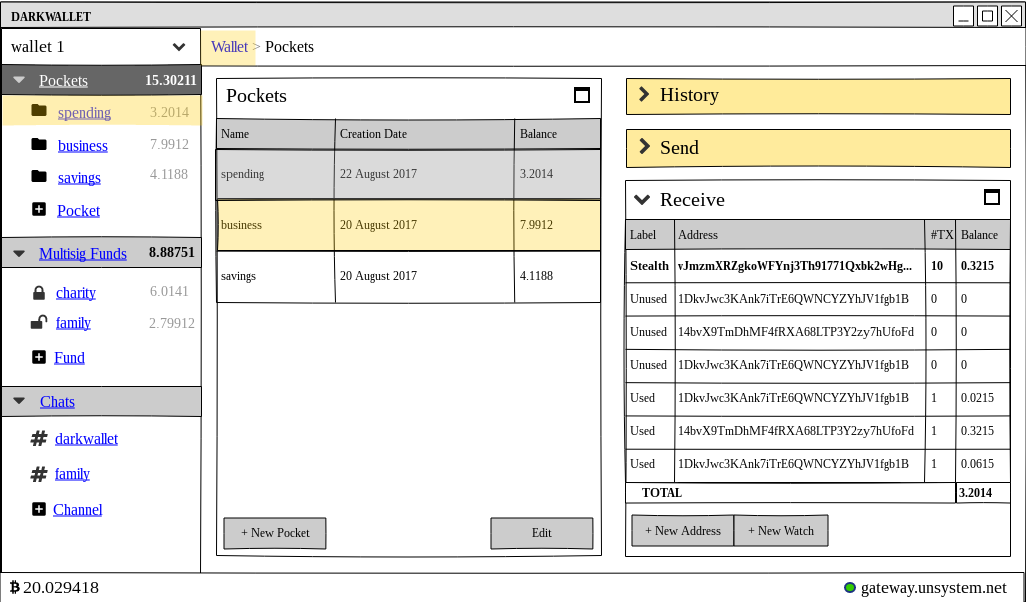 DARKWALLET
wallet 1
Wallet > Pockets
Pockets 15.30211
spending 3.2014
business 7.9912
savings 4.1188
Pocket
Multisig Funds 8.88751
charity 6.0141
family 2.79912
Fund
Chats
# darkwallet
# family
Channel
Pockets
Name Creation Date Balance
spending 22 August 2017 3.2014
business 20 August 2017 7.9912
savings 20 August 2017 4.1188
+ New Pocket Edit
History
Send
Receive
Label Address #TX Balance
Stealth vJmzmXRZgkoWFYnj3Th91771Qxbk2wHg... 10 0.3215
Unused 1DkvJwc3KAnk7iTrE6QWNCYZYhJV1fgb1B 0 0
Unused 14bvX9TmDhMF4fRXA68LTP3Y2zy7hUfoFd 0 0
Unused 1DkvJwc3KAnk7iTrE6QWNCYZYhJV1fgb1B 0 0
Used 1DkvJwc3KAnk7iTrE6QWNCYZYhJV1fgb1B 1 0.0215
Used 14bvX9TmDhMF4fRXA68LTP3Y2zy7hUfoFd 1 0.3215
Used 1DkvJwc3KAnk7iTrE6QWNCYZYhJV1fgb1B 1 0.0615
TOTAL 3.2014
+ New Address + New Watch
₿ 20.029418
gateway.unsystem.net